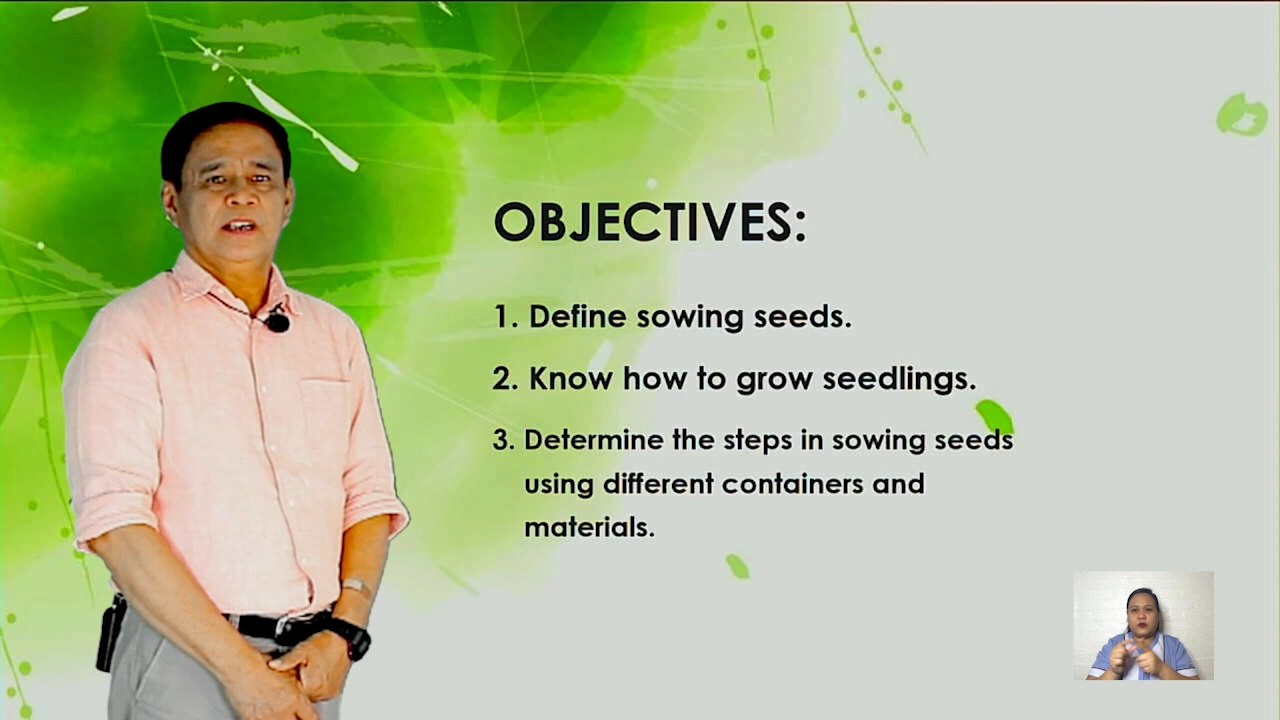 OBJECTIVES:
1. Define sowing seeds.
2. Know how to grow seedlings.
3. Determine the steps in sowing seeds
using different containers and
materials.